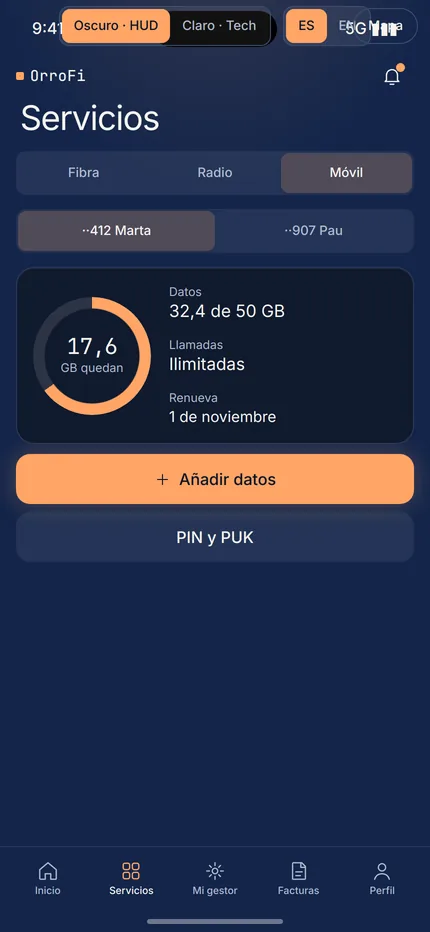 9:41
Oscuro · HUD
Claro · Tech
ES
5G
OrroFi
Servicios
Fibra
Radio
Móvil
··412 Marta
··907 Pau
17,6
GB quedan
Datos
32,4 de 50 GB
Llamadas
Ilimitadas
Renueva
1 de noviembre
+ Añadir datos
PIN y PUK
Inicio
Servicios
Mi gestor
Facturas
Perfil